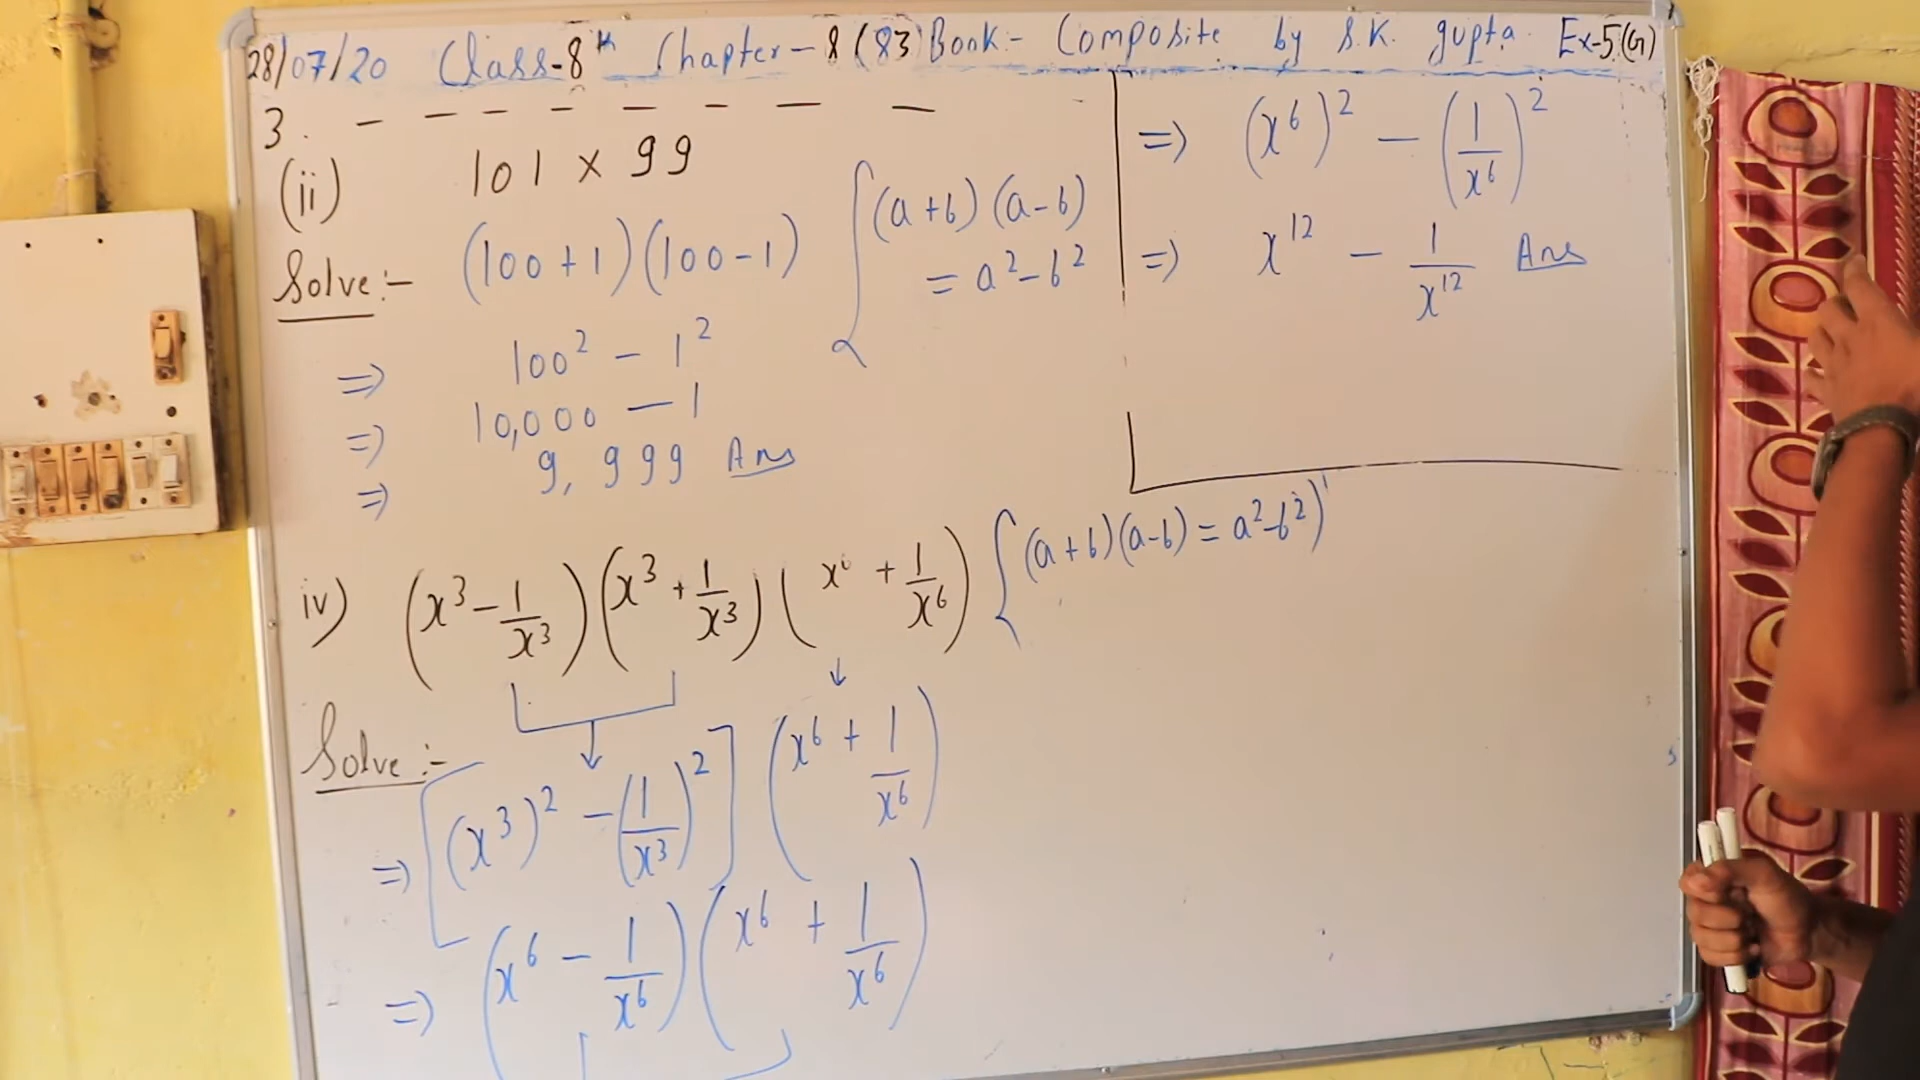 28/07/20 Class-8th Chapter-8 (83) Book- Composite by S.K. gupta. Ex-5(G)
3. - - - - - - -
(ii) 101 × 99
Solve:- (100+1)(100-1) {(a+b)(a-b)
= a²-b²
=> 100² - 1²
=> 10,000 - 1
=> 9,999 Ans
iv) (x³ - 1/x³)(x³ + 1/x³)(x⁶ + 1/x⁶) {(a+b)(a-b) = a²-b²)
Solve:-
=> [(x³)² - (1/x³)²] (x⁶ + 1/x⁶)
=> (x⁶ - 1/x⁶)(x⁶ + 1/x⁶)
=> (x⁶)² - (1/x⁶)²
=> x¹² - 1/x¹² Ans